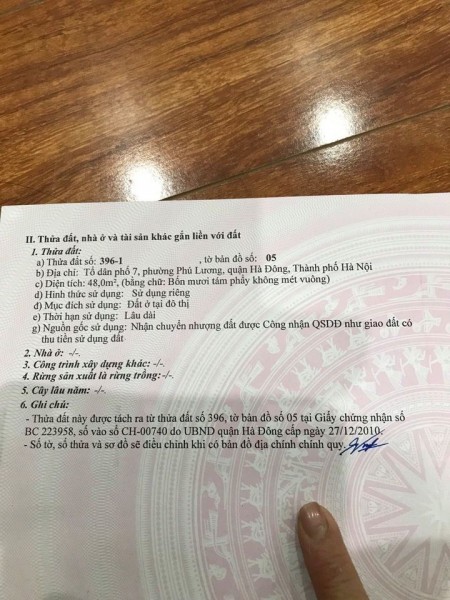 II. Thửa đất, nhà ở và tài sản khác gắn liền với đất
1. Thửa đất:
a) Thửa đất số: 396-1 , tờ bản đồ số: 05
b) Địa chỉ: Tổ dân phố 7, phường Phú Lương, quận Hà Đông, Thành phố Hà Nội
c) Diện tích: 48,0m², (bằng chữ: Bốn mươi tám phẩy không mét vuông)
d) Hình thức sử dụng: Sử dụng riêng
đ) Mục đích sử dụng: Đất ở tại đô thị
e) Thời hạn sử dụng: Lâu dài
g) Nguồn gốc sử dụng: Nhận chuyển nhượng đất được Công nhận QSDĐ như giao đất có
thu tiền sử dụng đất
2. Nhà ở: -/-.
3. Công trình xây dựng khác: -/-.
4. Rừng sản xuất là rừng trồng: -/-.
5. Cây lâu năm: -/-.
6. Ghi chú:
- Thửa đất này được tách ra từ thửa đất số 396, tờ bản đồ số 05 tại Giấy chứng nhận số
BC 223958, số vào số CH-00740 do UBND quận Hà Đông cấp ngày 27/12/2010.
- Số tờ, số thửa và sơ đồ sẽ điều chỉnh khi có bản đồ địa chính chính quy.